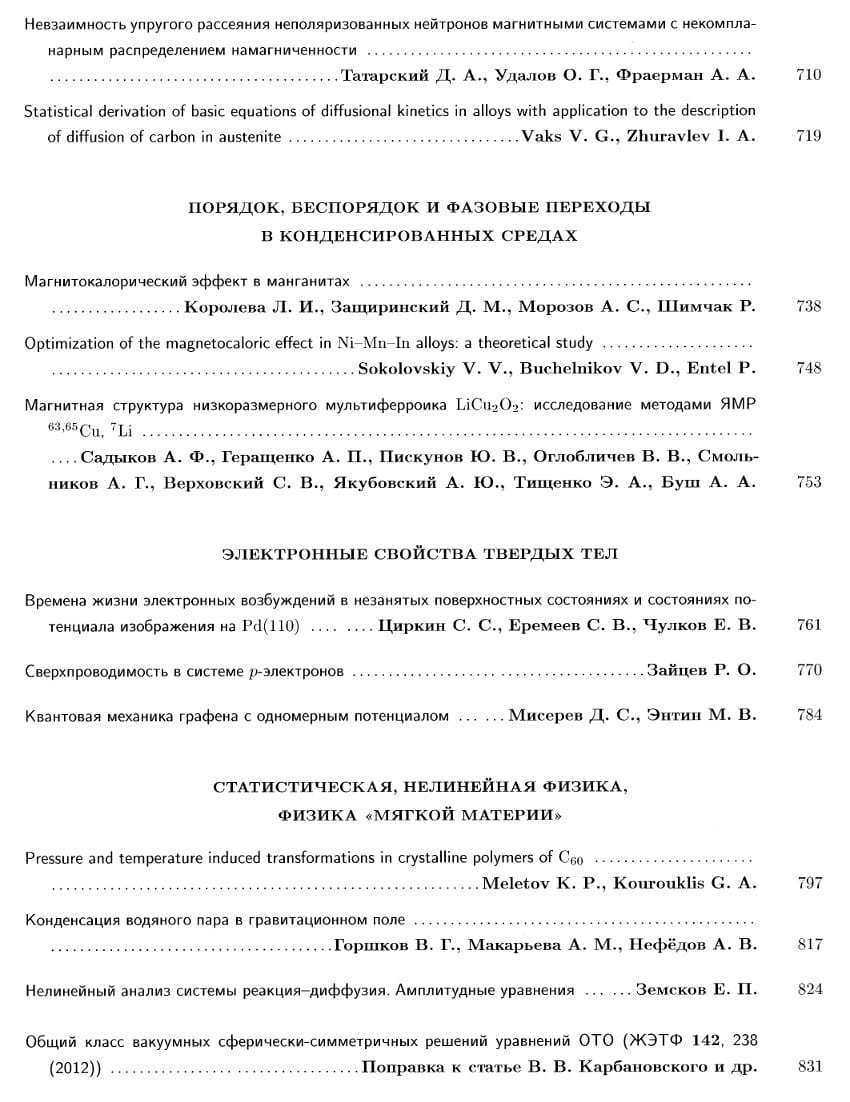 Невзаимность упругого рассеяния неполяризованных нейтронов магнитными системами с некомпла-
нарным распределением намагниченности ....................................................
........................................Татарский Д. А., Удалов О. Г., Фраерман А. А. 710
Statistical derivation of basic equations of diffusional kinetics in alloys with application to the description
of diffusion of carbon in austenite ................................Vaks V. G., Zhuravlev I. A. 719
ПОРЯДОК, БЕСПОРЯДОК И ФАЗОВЫЕ ПЕРЕХОДЫ
В КОНДЕНСИРОВАННЫХ СРЕДАХ
Магнитокалорический эффект в манганитах ......................................................
..................Королева Л. И., Защиринский Д. М., Морозов А. С., Шимчак Р. 738
Optimization of the magnetocaloric effect in Ni–Mn–In alloys: a theoretical study .....................
..........................................Sokolovskiy V. V., Buchelnikov V. D., Entel P. 748
Магнитная структура низкоразмерного мультиферроика LiCu₂O₂: исследование методами ЯМР
⁶³,⁶⁵Cu, ⁷Li ....................................................................................
....Садыков А. Ф., Геращенко А. П., Пискунов Ю. В., Оглобличев В. В., Смоль-
ников А. Г., Верховский С. В., Якубовский А. Ю., Тищенко Э. А., Буш А. А. 753
ЭЛЕКТРОННЫЕ СВОЙСТВА ТВЕРДЫХ ТЕЛ
Времена жизни электронных возбуждений в незанятых поверхностных состояниях и состояниях по-
тенциала изображения на Pd(110) .... ....Циркин С. С., Еремеев С. В., Чулков Е. В. 761
Сверхпроводимость в системе p-электронов ........................................Зайцев Р. О. 770
Квантовая механика графена с одномерным потенциалом ... ...Мисерев Д. С., Энтин М. В. 784
СТАТИСТИЧЕСКАЯ, НЕЛИНЕЙНАЯ ФИЗИКА,
ФИЗИКА «МЯГКОЙ МАТЕРИИ»
Pressure and temperature induced transformations in crystalline polymers of C₆₀ ......................
...........................................................Meletov K. P., Kourouklis G. A. 797
Конденсация водяного пара в гравитационном поле ...............................................
.......................................Горшков В. Г., Макарьева А. М., Нефёдов А. В. 817
Нелинейный анализ системы реакция–диффузия. Амплитудные уравнения ... ...Земсков Е. П. 824
Общий класс вакуумных сферически-симметричных решений уравнений ОТО (ЖЭТФ 142, 238
(2012)) ...................................Поправка к статье В. В. Карбановского и др. 831